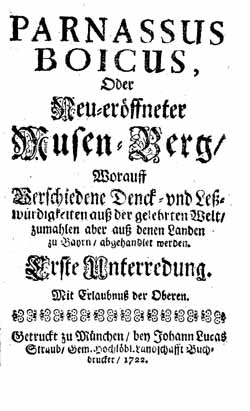 PARNASSUS
BOICUS,
Oder
Neu-eröffneter
Musen-Berg/
Worauff
Verschiedene Denck- vnd Leß-
würdigkeiten auß der gelehrten Welt/
zumahlen aber auß denen Landen
zu Bayrn/ abgehandlet werden.
Erste Unterredung.
Mit Erlaubnuß der Oberen.
Getruckt zu München/ bey Johann Lucas
Straub/ Gem. Hochlöbl. Landschafft Buch-
drucker/ 1722.